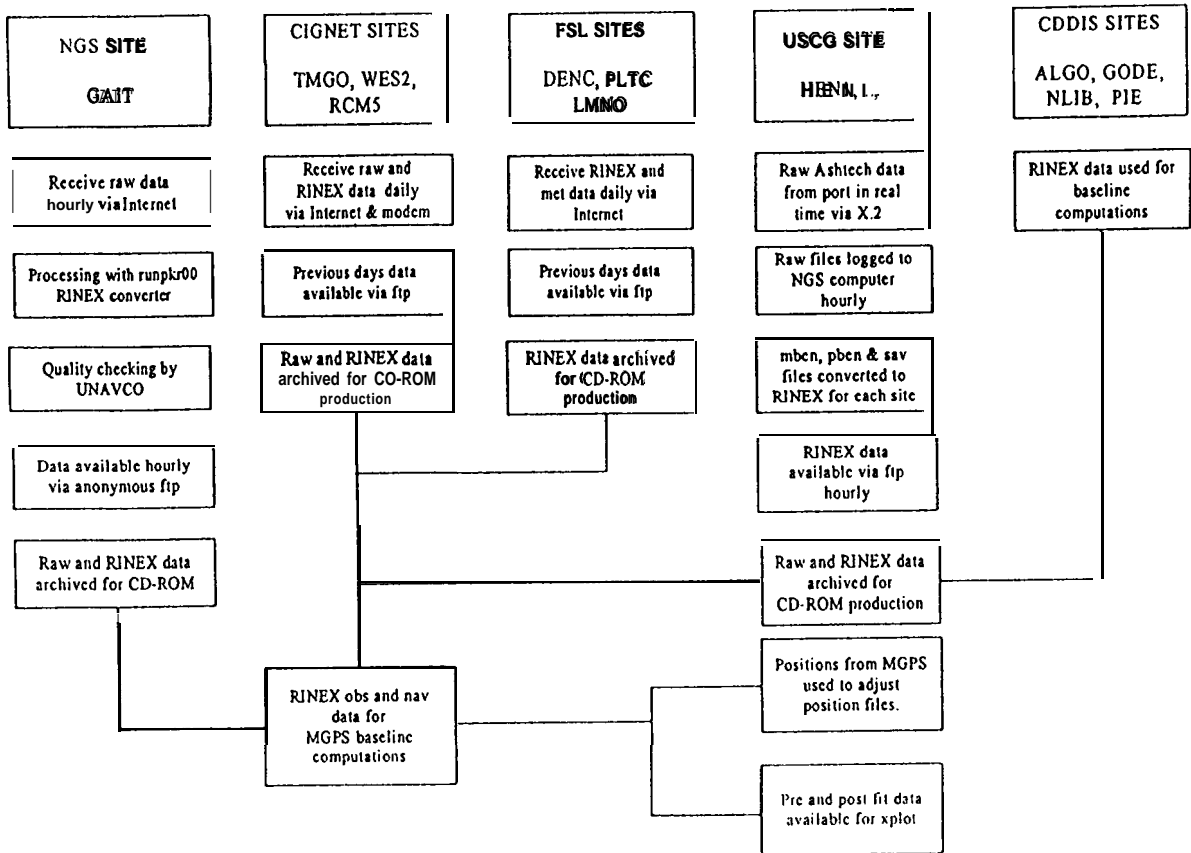 NGS SITE
GAIT
CIGNET SITES
TMGO, WES2,
RCM5
FSL SITES
DENC, PLTC
LMNO
USCG SITE
CDDIS SITES
ALGO, GODE,
NLIB, PIE
Receive raw data
hourly via Internet
Receive raw and
RINEX data daily
via Internet & modem
Receive RINEX and
met data daily via
Internet
Raw Ashtech data
from port in real
time via X.2
RINEX data used for
baseline
computations
Processing with runpkr00
RINEX converter
Previous days data
available via ftp
Previous days data
available via ftp
Raw files logged to
NGS computer
hourly
Quality checking by
UNAVCO
Raw and RINEX data
archived for CO-ROM
production
RINEX data archived
for CD-ROM
production
mben, pben & sav
files converted to
RINEX for each site
Data available hourly
via anonymous ftp
RINEX data
available via ftp
hourly
Raw and RINEX data
archived for CD-ROM
Raw and RINEX data
archived for
CD-ROM production
RINEX obs and nav
data for
MGPS baseline
computations
Positions from MGPS
used to adjust
position files.
Pre and post fit data
available for xplot